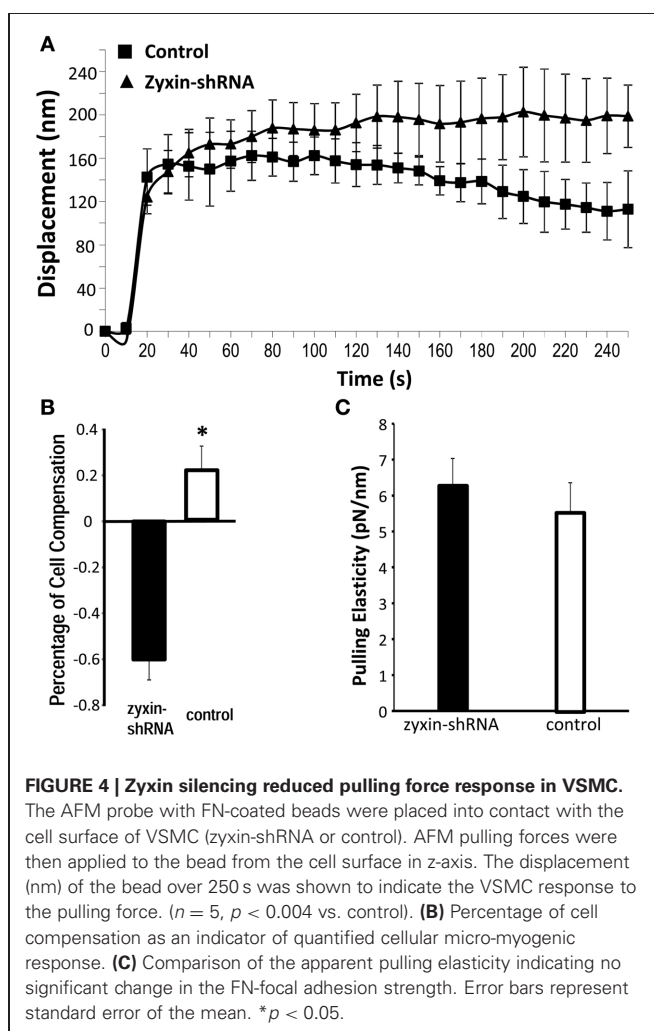 A
Control
Zyxin-shRNA
Displacement (nm)
240
200
160
120
80
40
0
0 20 40 60 80 100 120 140 160 180 200 220 240
Time (s)
B
Percentage of Cell Compensation
0.4
0.2
0
-0.2
-0.4
-0.6
-0.8
*
zyxin-
shRNA
control
C
Pulling Elasticity (pN/nm)
8
7
6
5
4
3
2
1
0
zyxin-shRNA control
FIGURE 4 | Zyxin silencing reduced pulling force response in VSMC.
The AFM probe with FN-coated beads were placed into contact with the
cell surface of VSMC (zyxin-shRNA or control). AFM pulling forces were
then applied to the bead from the cell surface in z-axis. The displacement
(nm) of the bead over 250 s was shown to indicate the VSMC response to
the pulling force. (n = 5, p < 0.004 vs. control). (B) Percentage of cell
compensation as an indicator of quantified cellular micro-myogenic
response. (C) Comparison of the apparent pulling elasticity indicating no
significant change in the FN-focal adhesion strength. Error bars represent
standard error of the mean. *p < 0.05.